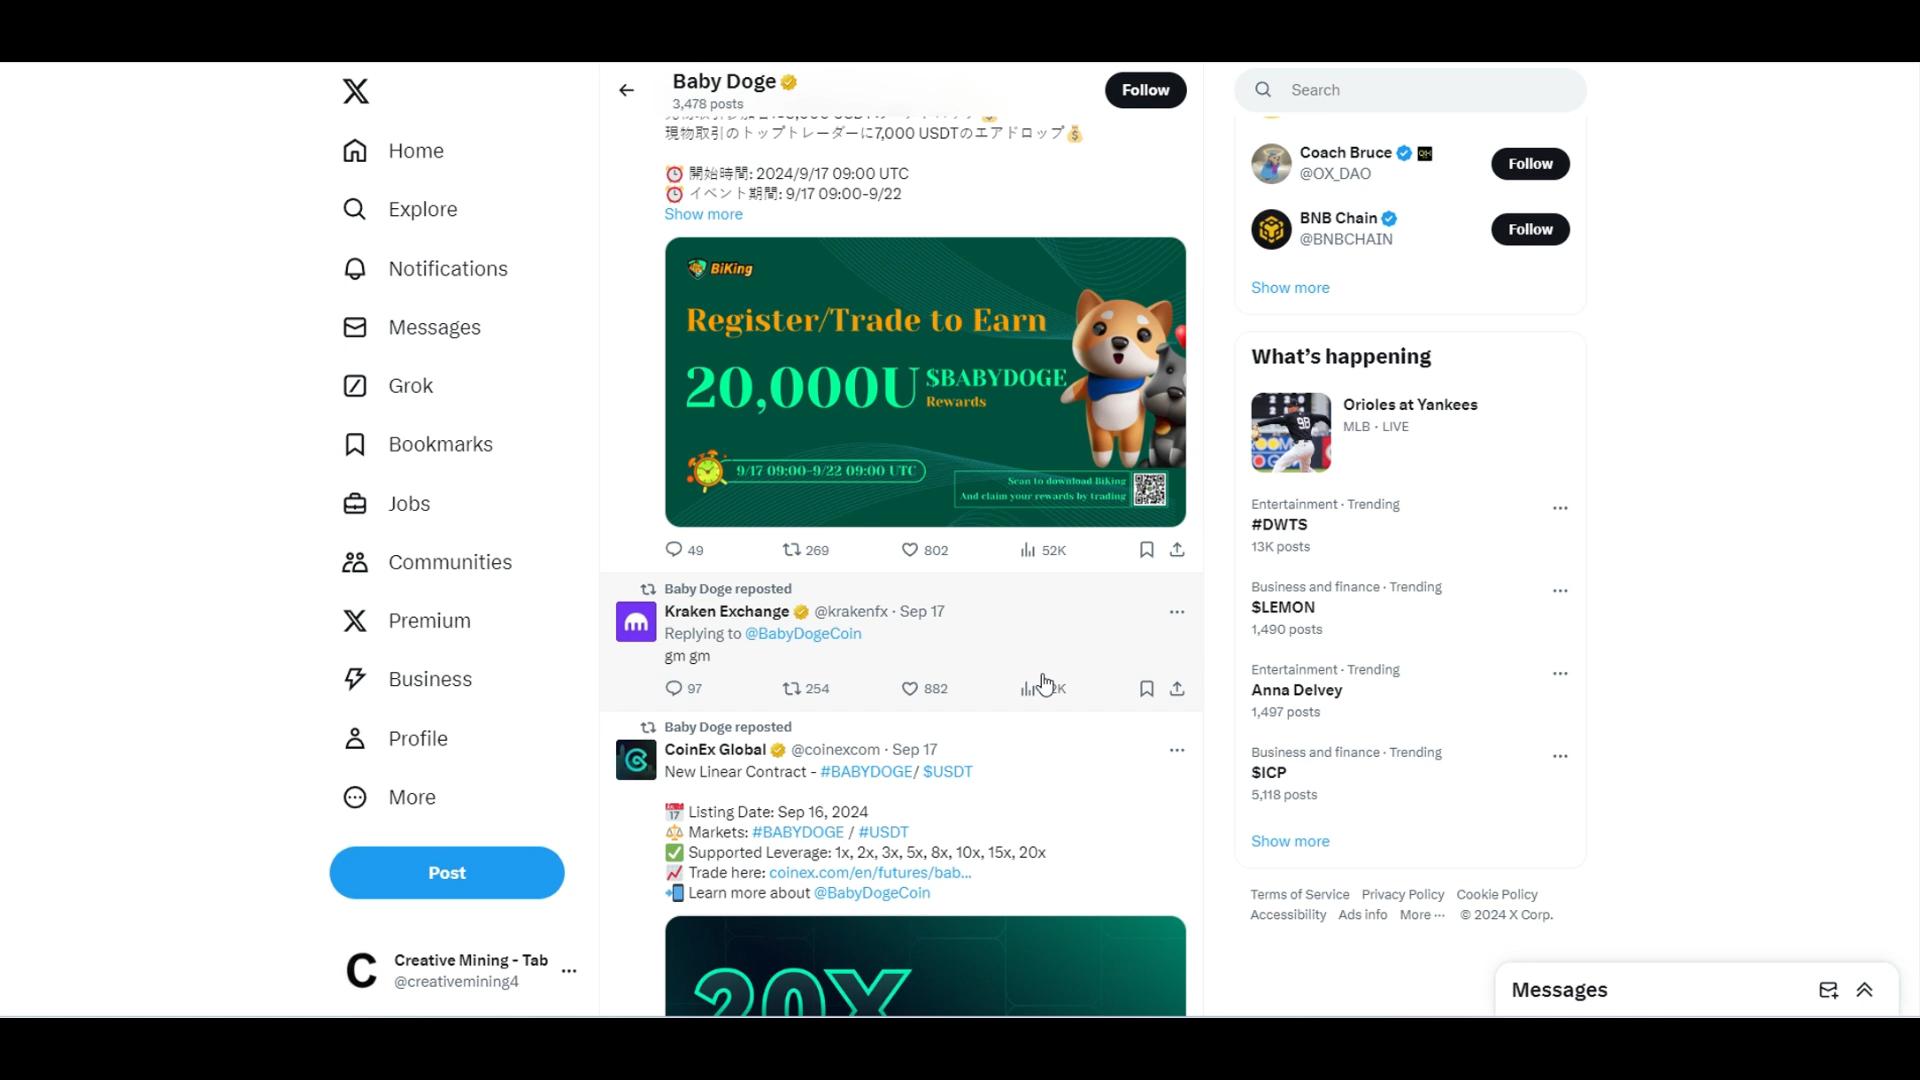 Home
Explore
Notifications
Messages
Grok
Bookmarks
Jobs
Communities
Premium
Business
Profile
More
Post
Creative Mining - Tab
@creativemining4
Baby Doge
3,478 posts
Follow
現物取引のトップトレーダーに7,000 USDTのエアドロップ💰
⏰ 開始時間: 2024/9/17 09:00 UTC
⏰ イベント期間: 9/17 09:00-9/22
Show more
BiKing
Register/Trade to Earn
20,000U $BABYDOGE
Rewards
9/17 09:00-9/22 09:00 UTC
Scan to download BiKing
And claim your rewards by trading
49 269 802 52K
Baby Doge reposted
Kraken Exchange @krakenfx · Sep 17
Replying to @BabyDogeCoin
gm gm
97 254 882
Baby Doge reposted
CoinEx Global @coinexcom · Sep 17
New Linear Contract - #BABYDOGE/ $USDT
📅 Listing Date: Sep 16, 2024
⚖️ Markets: #BABYDOGE / #USDT
✅ Supported Leverage: 1x, 2x, 3x, 5x, 8x, 10x, 15x, 20x
📈 Trade here: coinex.com/en/futures/bab...
📲 Learn more about @BabyDogeCoin
20X
Search
Coach Bruce
@OX_DAO
Follow
BNB Chain
@BNBCHAIN
Follow
Show more
What's happening
Orioles at Yankees
MLB · LIVE
Entertainment · Trending
#DWTS
13K posts
Business and finance · Trending
$LEMON
1,490 posts
Entertainment · Trending
Anna Delvey
1,497 posts
Business and finance · Trending
$ICP
5,118 posts
Show more
Terms of Service Privacy Policy Cookie Policy
Accessibility Ads info More ··· © 2024 X Corp.
Messages